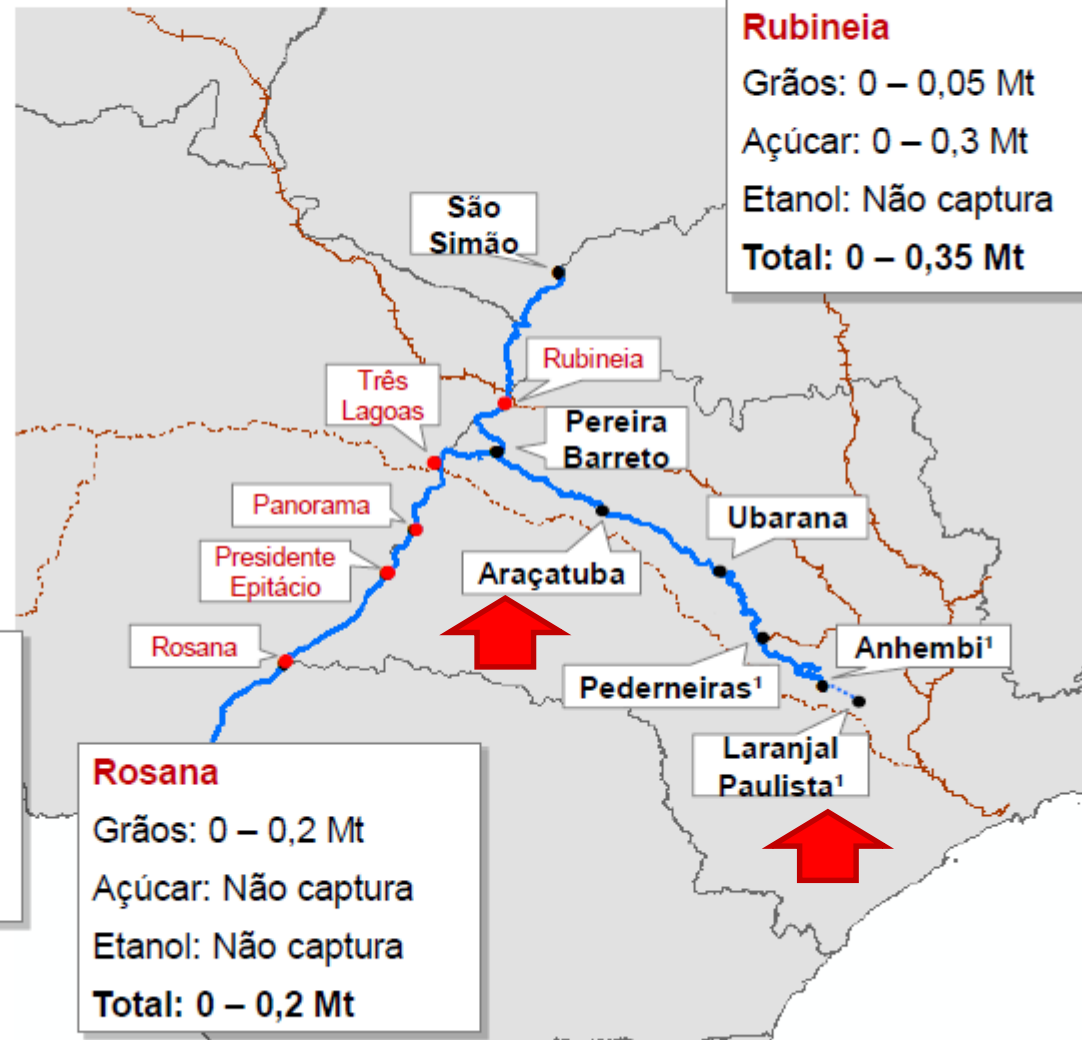 Rubineia
Grãos: 0 – 0,05 Mt
Açúcar: 0 – 0,3 Mt
Etanol: Não captura
Total: 0 – 0,35 Mt
São
Simão
Rubineia
Três
Lagoas
Pereira
Barreto
Panorama
Ubarana
Presidente
Epitácio
Araçatuba
Rosana
Anhembi¹
Pederneiras¹
Laranjal
Paulista¹
Rosana
Grãos: 0 – 0,2 Mt
Açúcar: Não captura
Etanol: Não captura
Total: 0 – 0,2 Mt